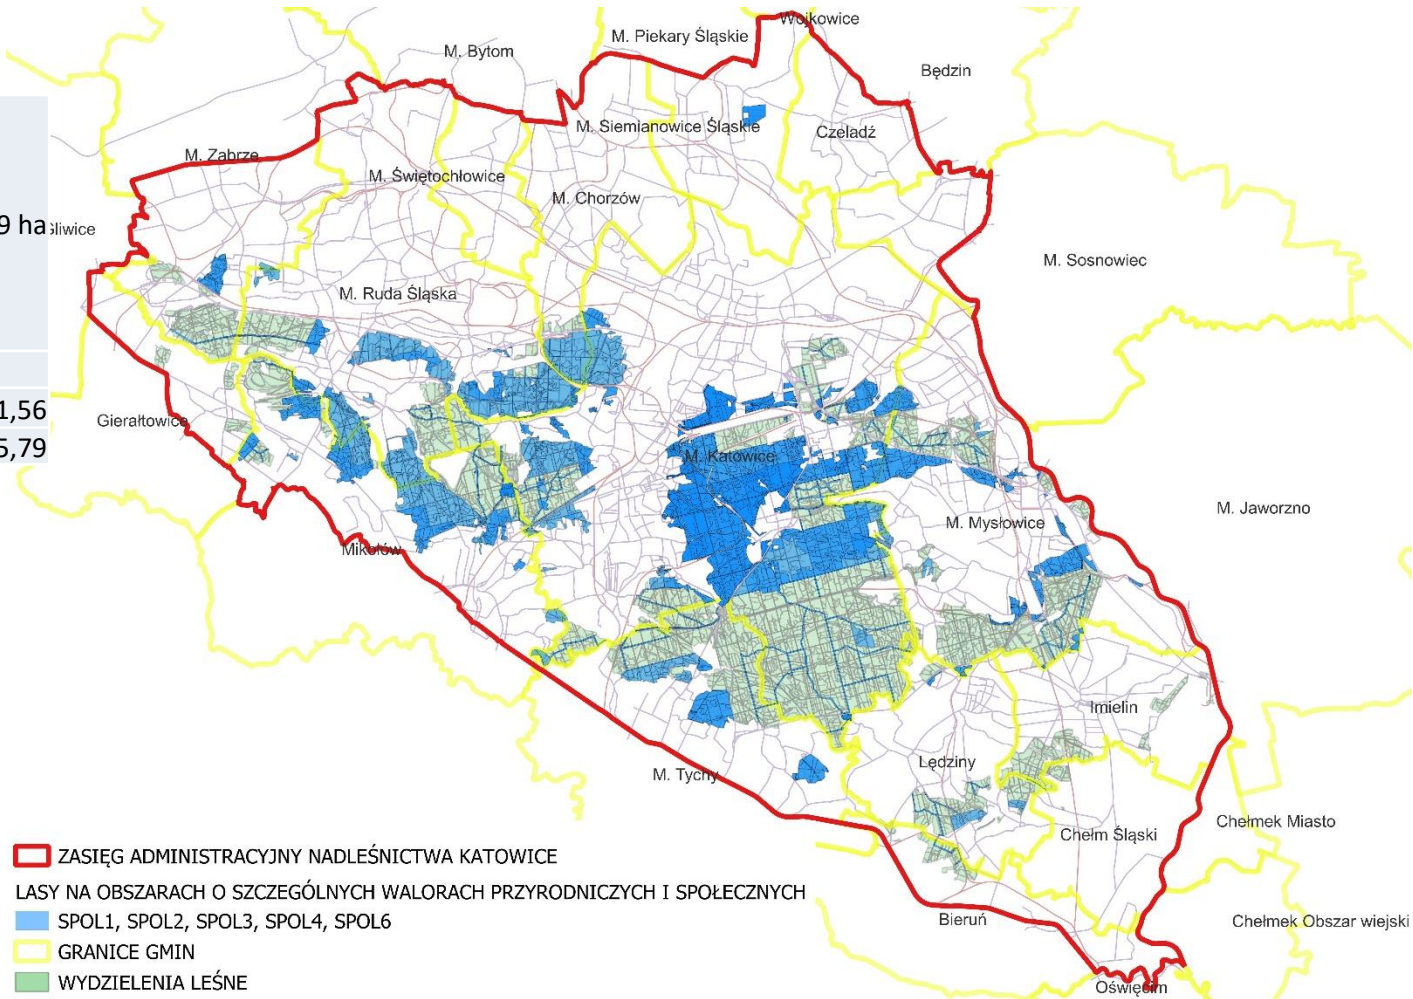 Wojkowice
M. Piekary Śląskie
M. Bytom
Będzin
M. Siemianowice Śląskie
Czeladź
M. Zabrze
M. Świętochłowice
M. Chorzów
9 ha
Gliwice
M. Sosnowiec
M. Ruda Śląska
1,56
Gierałtowice
5,79
M. Katowice
M. Jaworzno
M. Mysłowice
Mikołów
Imielin
Lędziny
M. Tychy
Chełmek Miasto
Chełm Śląski
ZASIĘG ADMINISTRACYJNY NADLEŚNICTWA KATOWICE
LASY NA OBSZARACH O SZCZEGÓLNYCH WALORACH PRZYRODNICZYCH I SPOŁECZNYCH
SPOL1, SPOL2, SPOL3, SPOL4, SPOL6
Bieruń
Chełmek Obszar wiejski
GRANICE GMIN
WYDZIELENIA LEŚNE
Oświęcim